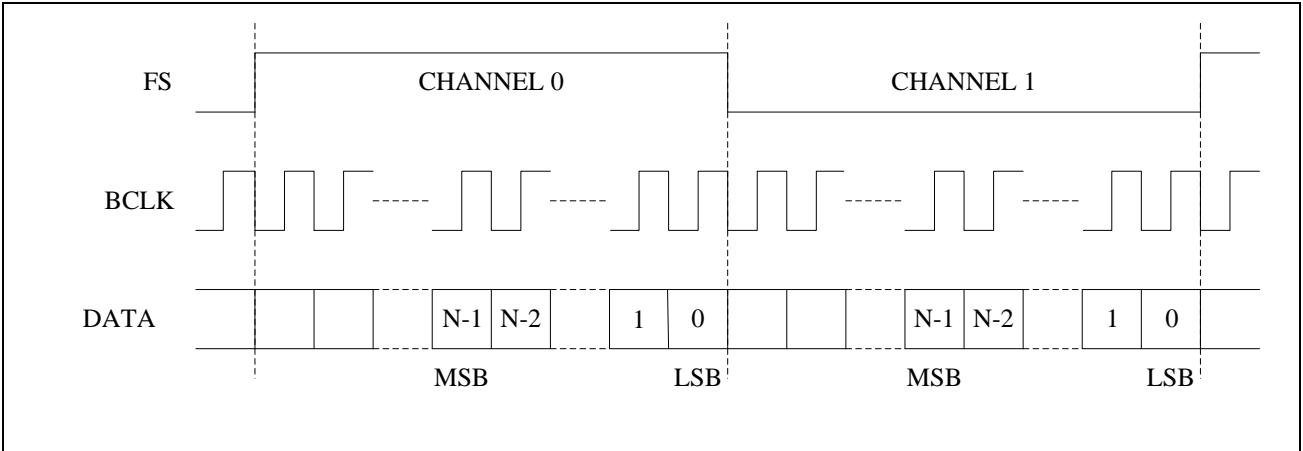 FS CHANNEL 0 CHANNEL 1
BCLK
DATA N-1 N-2 1 0 N-1 N-2 1 0
MSB LSB MSB LSB